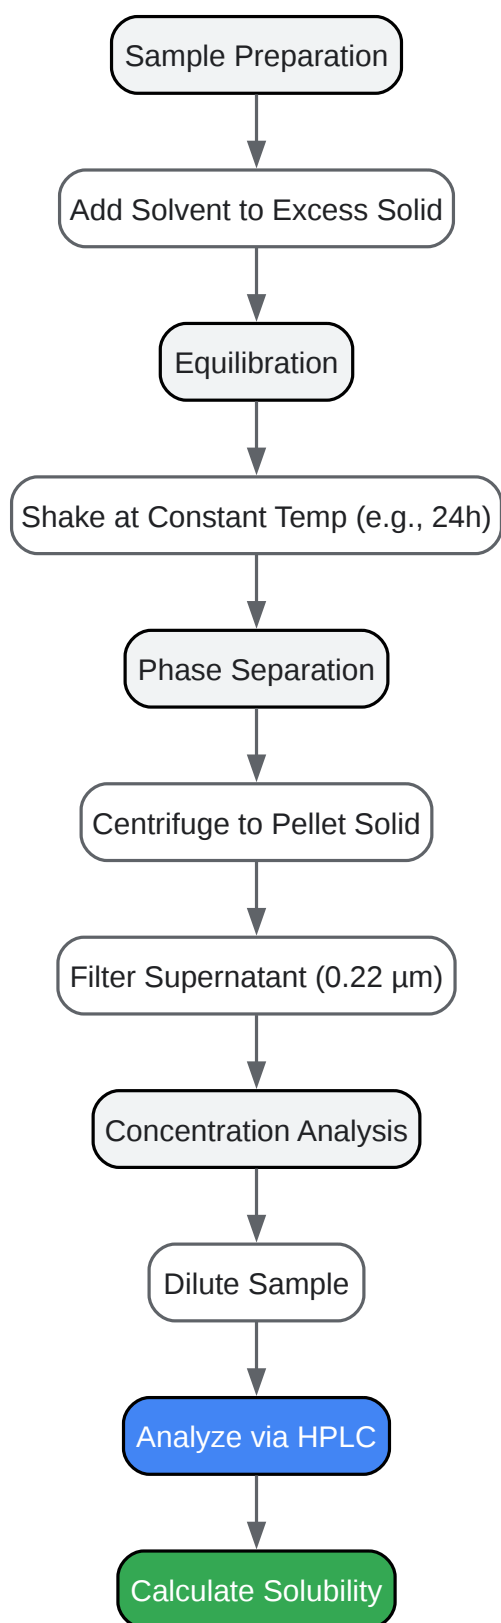 Sample Preparation
Add Solvent to Excess Solid
Equilibration
Shake at Constant Temp (e.g., 24h)
Phase Separation
Centrifuge to Pellet Solid
Filter Supernatant (0.22 µm)
Concentration Analysis
Dilute Sample
Analyze via HPLC
Calculate Solubility